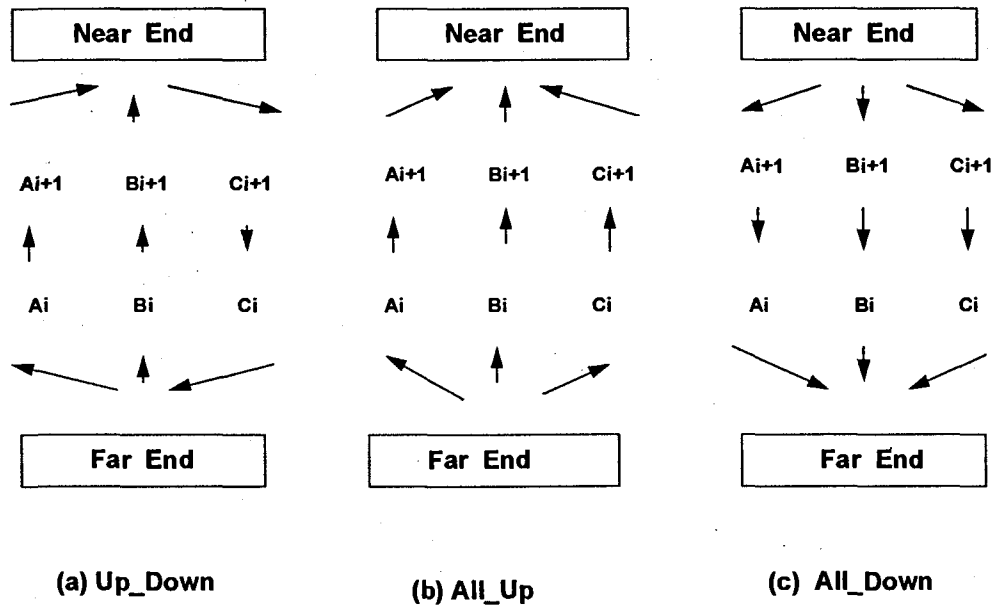 Near End
Near End
Near End
Ai+1 Bi+1 Ci+1
Ai+1 Bi+1 Ci+1
Ai+1 Bi+1 Ci+1
Ai Bi Ci
Ai Bi Ci
Ai Bi Ci
Far End
Far End
Far End
(a) Up_Down
(b) All_Up
(c) All_Down